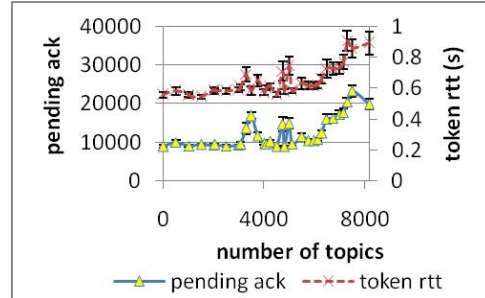 40000
30000
20000
10000
0
pending ack
1
0.8
0.6
0.4
0.2
0
token rtt (s)
0 4000 8000
number of topics
pending ack token rtt